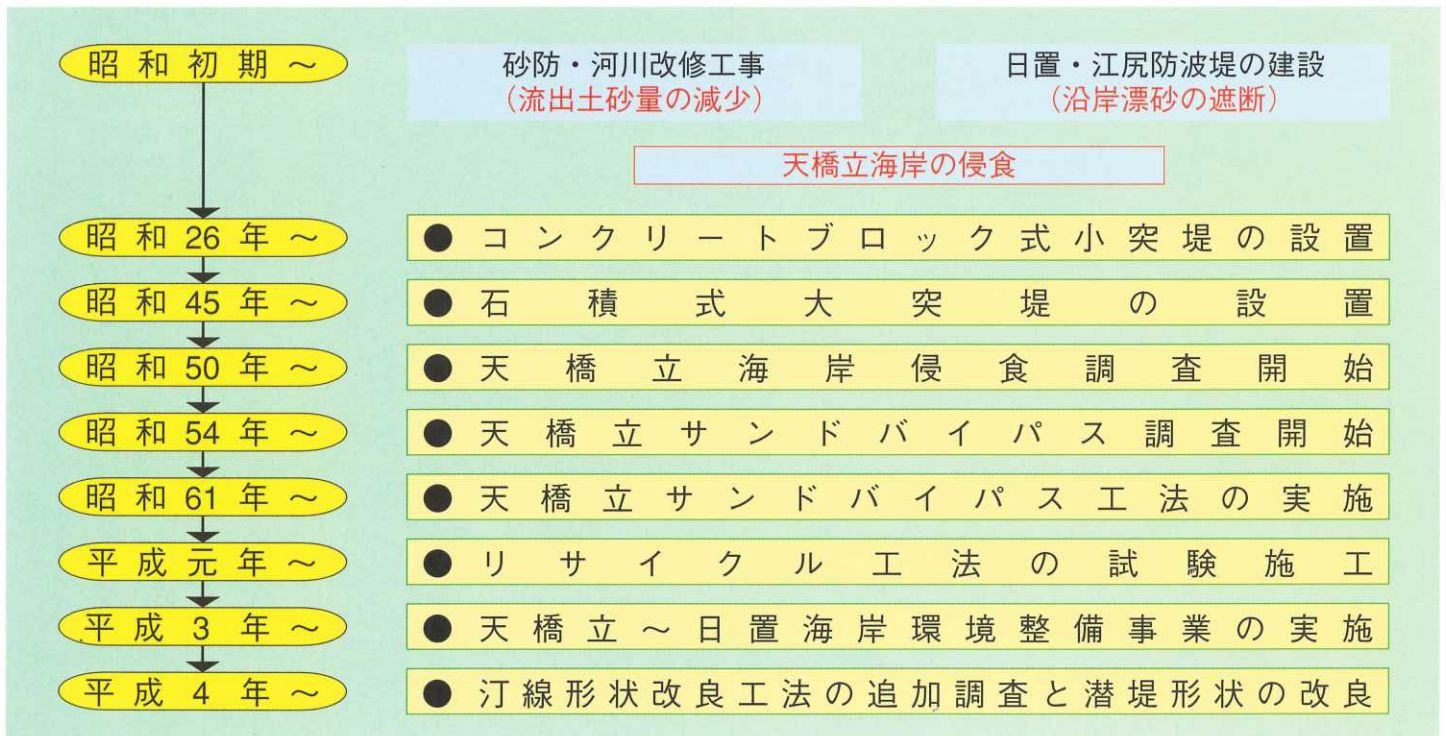 昭和初期～
砂防・河川改修工事
(流出土砂量の減少)
日置・江尻防波堤の建設
(沿岸漂砂の遮断)
天橋立海岸の侵食
昭和26年～
●コンクリートブロック式小突堤の設置
昭和45年～
●石積式大突堤の設置
昭和50年～
●天橋立海岸侵食調査開始
昭和54年～
●天橋立サンドバイパス調査開始
昭和61年～
●天橋立サンドバイパス工法の実施
平成元年～
●リサイクル工法の試験施工
平成3年～
●天橋立～日置海岸環境整備事業の実施
平成4年～
●汀線形状改良工法の追加調査と潜堤形状の改良